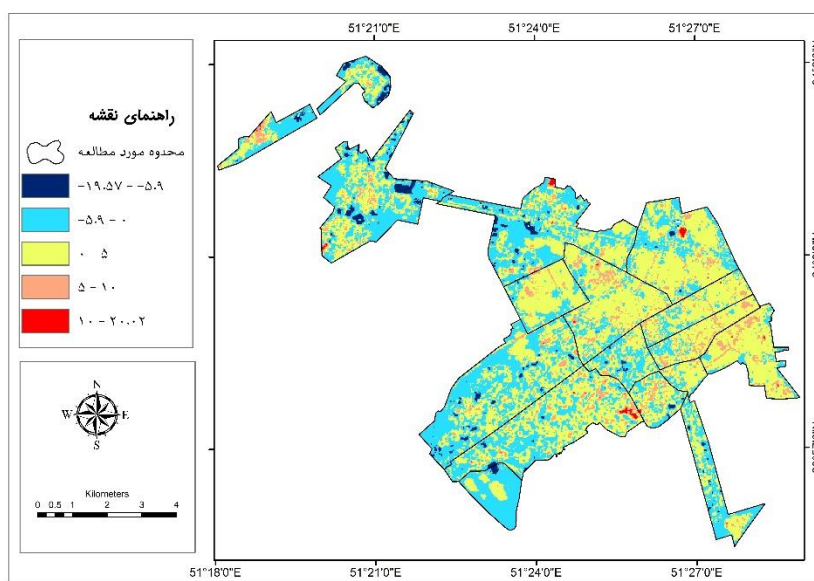 51°21'0"E 51°24'0"E 51°27'0"E
راهنمای نقشه
محدوه مورد مطالعه
-۱۹.۵۷ - -۵.۹
-۵.۹ - ۰
۰ ۵
۵ - ۱۰
۱۰ - ۲۰.۰۲
N
W E
S
Kilometers
0 0.5 1 2 3 4
51°18'0"E 51°21'0"E 51°24'0"E 51°27'0"E